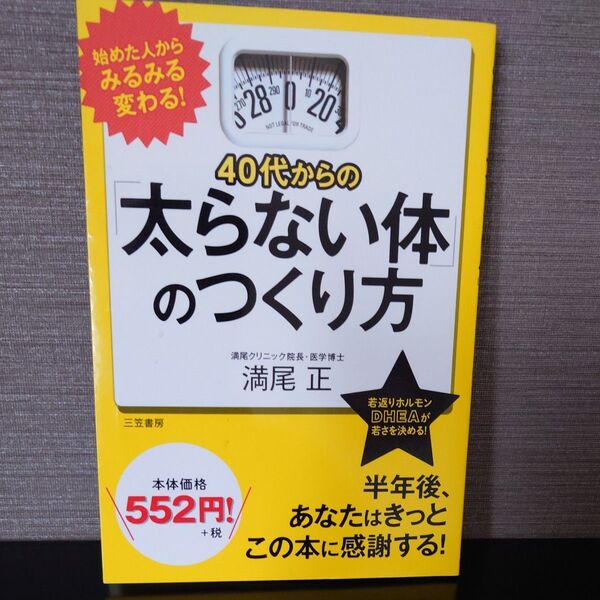 始めた人から
みるみる
変わる!
270 28 290 0 10 20
NOT LEGAL FOR TRADE
40代からの
「太らない体」
のつくり方
満尾クリニック院長・医学博士
満尾 正
三笠書房
若返りホルモン
DHEAが
若さを決める!
本体価格
552円!
+税
半年後、
あなたはきっと
この本に感謝する!